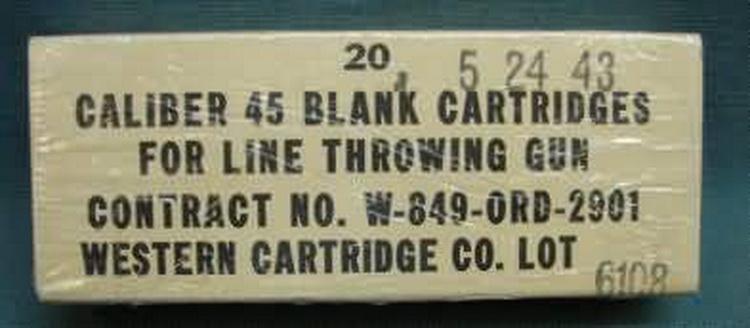 20
5 24 43
CALIBER 45 BLANK CARTRIDGES
FOR LINE THROWING GUN
CONTRACT NO. W-849-ORD-2901
WESTERN CARTRIDGE CO. LOT
6108